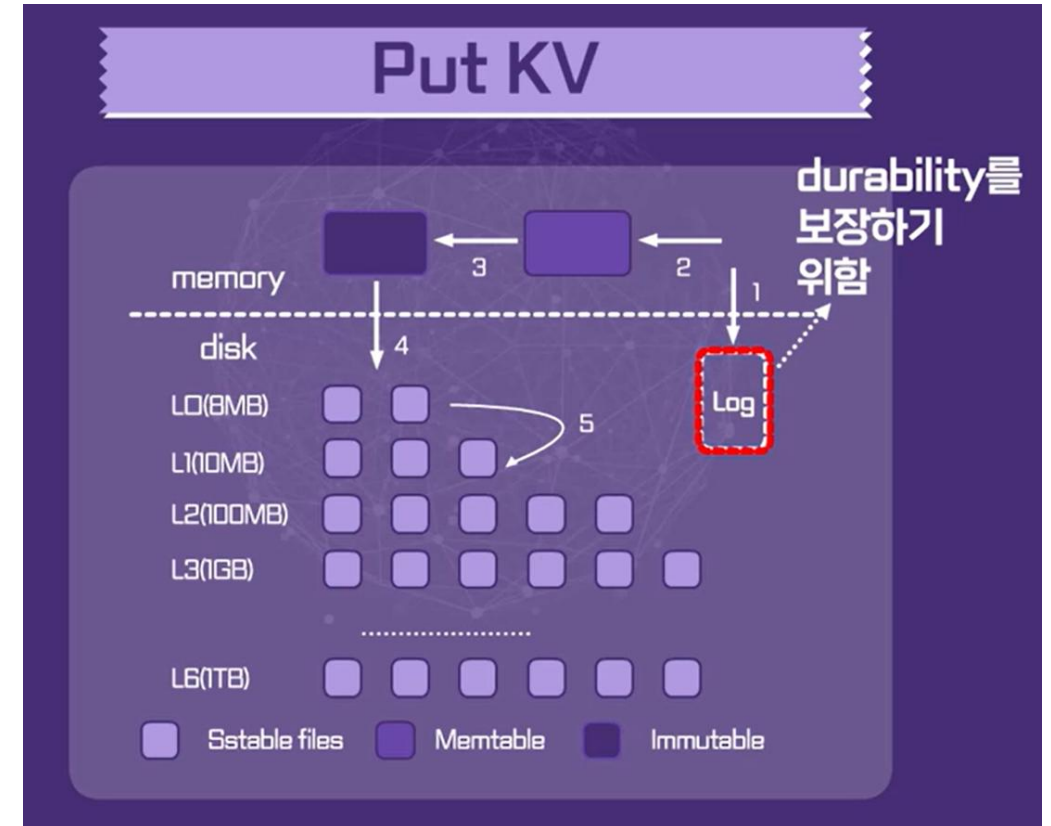 Put KV
durability를
보장하기
위함
memory
3
2
1
disk
4
Log
L0(8MB)
5
L1(10MB)
L2(100MB)
L3(1GB)
L6(1TB)
Sstable files
Memtable
Immutable